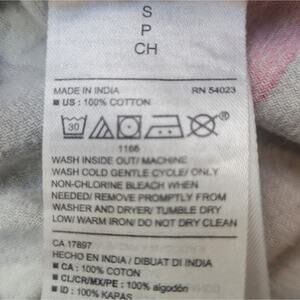 S
P
CH
MADE IN INDIA RN 54023
■ US : 100% COTTON
30
1166
WASH INSIDE OUT/ MACHINE
WASH COLD GENTLE CYCLE/ ONLY
NON-CHLORINE BLEACH WHEN
NEEDED/ REMOVE PROMPTLY FROM
WASHER AND DRYER/ TUMBLE DRY
LOW/ WARM IRON/ DO NOT DRY CLEAN
CA 17897
HECHO EN INDIA / DIBUAT DI INDIA
■ CA : 100% COTON
■ CL/CR/MX/PE : 100% algodón
■ ID : 100% KAPAS